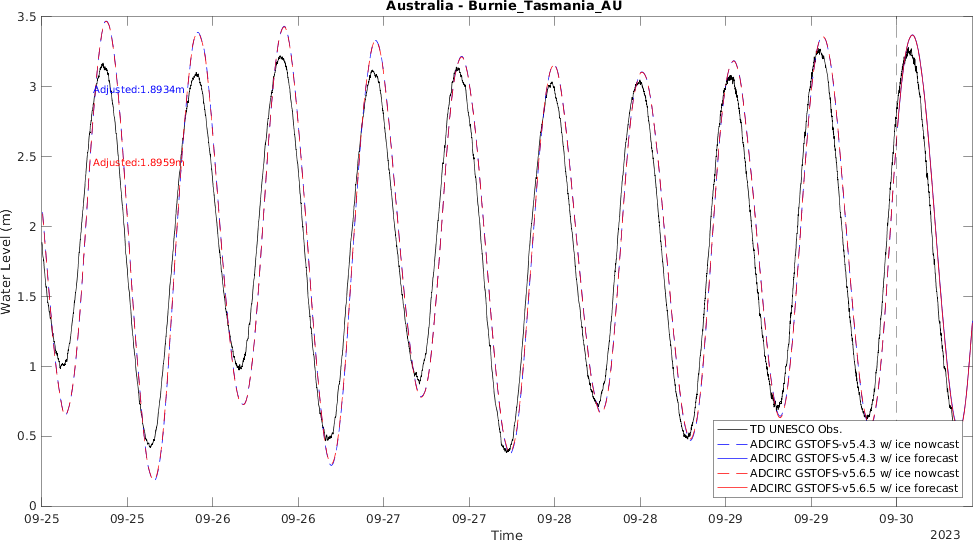 Australia - Burnie_Tasmania_AU
3.5
3
2.5
2
1.5
1
0.5
0
Water Level (m)
Adjusted:1.8934m
Adjusted:1.8959m
TD UNESCO Obs.
ADCIRC GSTOFS-v5.4.3 w/ ice nowcast
ADCIRC GSTOFS-v5.4.3 w/ ice forecast
ADCIRC GSTOFS-v5.6.5 w/ ice nowcast
ADCIRC GSTOFS-v5.6.5 w/ ice forecast
09-25 09-25 09-26 09-26 09-27 09-27 09-28 09-28 09-29 09-29 09-30
Time
2023